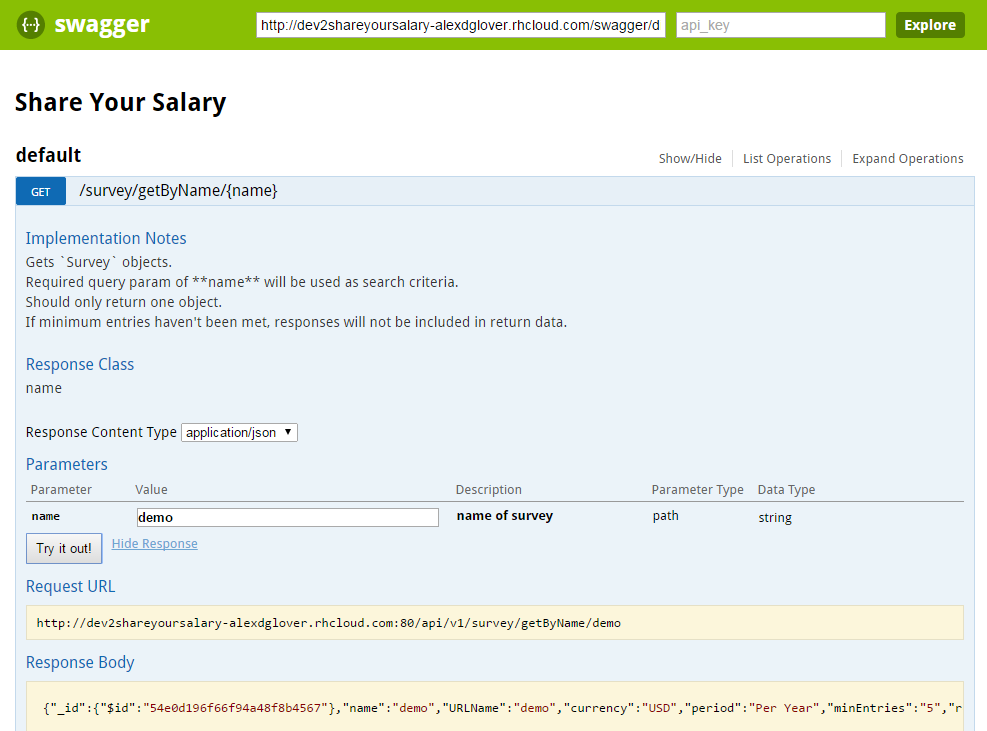 {···} swagger http://dev2shareyoursalary-alexdglover.rhcloud.com/swagger/d api_key Explore
Share Your Salary
default Show/Hide List Operations Expand Operations
GET /survey/getByName/{name}
Implementation Notes
Gets `Survey` objects.
Required query param of **name** will be used as search criteria.
Should only return one object.
If minimum entries haven't been met, responses will not be included in return data.
Response Class
name
Response Content Type application/json
Parameters
Parameter Value Description Parameter Type Data Type
name demo name of survey path string
Try it out! Hide Response
Request URL
http://dev2shareyoursalary-alexdglover.rhcloud.com:80/api/v1/survey/getByName/demo
Response Body
{"_id":{"$id":"54e0d196f66f94a48f8b4567"},"name":"demo","URLName":"demo","currency":"USD","period":"Per Year","minEntries":"5","r